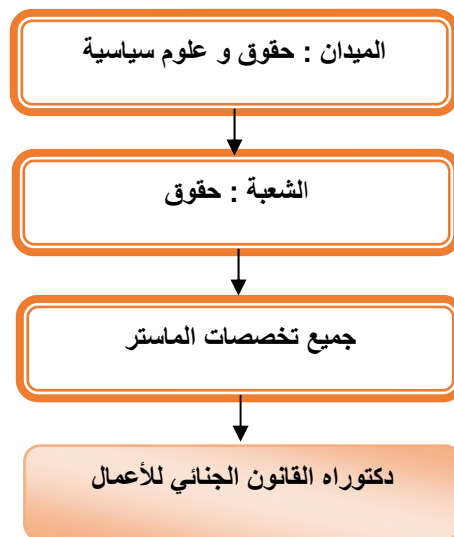 الميدان : حقوق و علوم سياسية
الشعبة : حقوق
جميع تخصصات الماستر
دكتوراه القانون الجنائي للأعمال